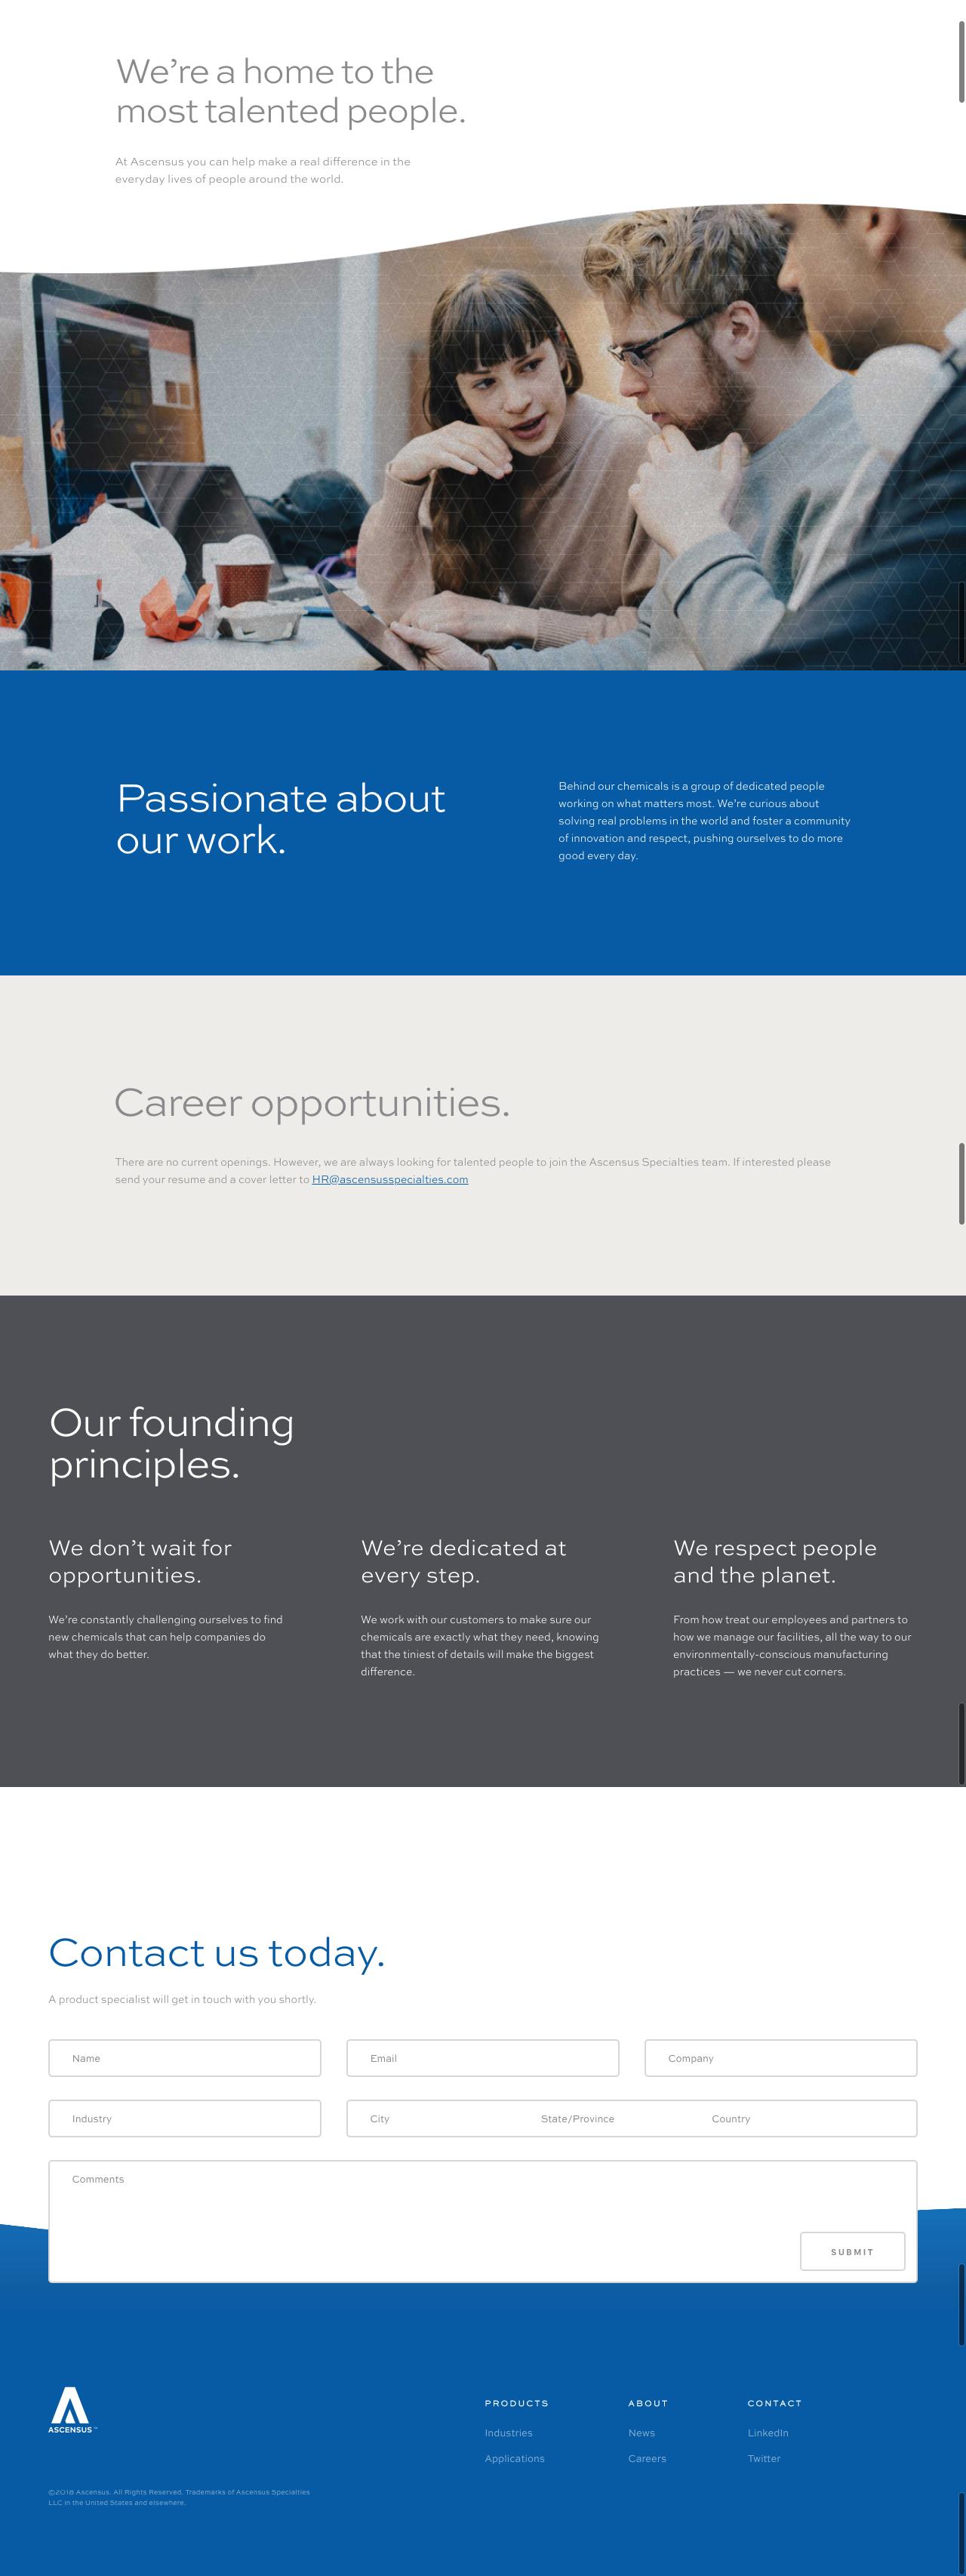 We're a home to the
most talented people.
At Ascensus you can help make a real difference in the
everyday lives of people around the world.
Passionate about
our work.
Behind our chemicals is a group of dedicated people
working on what matters most. We're curious about
solving real problems in the world and foster a community
of innovation and respect, pushing ourselves to do more
good every day.
Career opportunities.
There are no current openings. However, we are always looking for talented people to join the Ascensus Specialties team. If interested please
send your resume and a cover letter to HR@ascensusspecialties.com
Our founding
principles.
We don't wait for
opportunities.
We're constantly challenging ourselves to find
new chemicals that can help companies do
what they do better.
We're dedicated at
every step.
We work with our customers to make sure our
chemicals are exactly what they need, knowing
that the tiniest of details will make the biggest
difference.
We respect people
and the planet.
From how treat our employees and partners to
how we manage our facilities, all the way to our
environmentally-conscious manufacturing
practices — we never cut corners.
Contact us today.
A product specialist will get in touch with you shortly.
Name
Email
Company
Industry
City
State/Province
Country
Comments
SUBMIT
ASCENSUS™
PRODUCTS
Industries
Applications
ABOUT
News
Careers
CONTACT
LinkedIn
Twitter
©2018 Ascensus. All Rights Reserved. Trademarks of Ascensus Specialties
LLC in the United States and elsewhere.